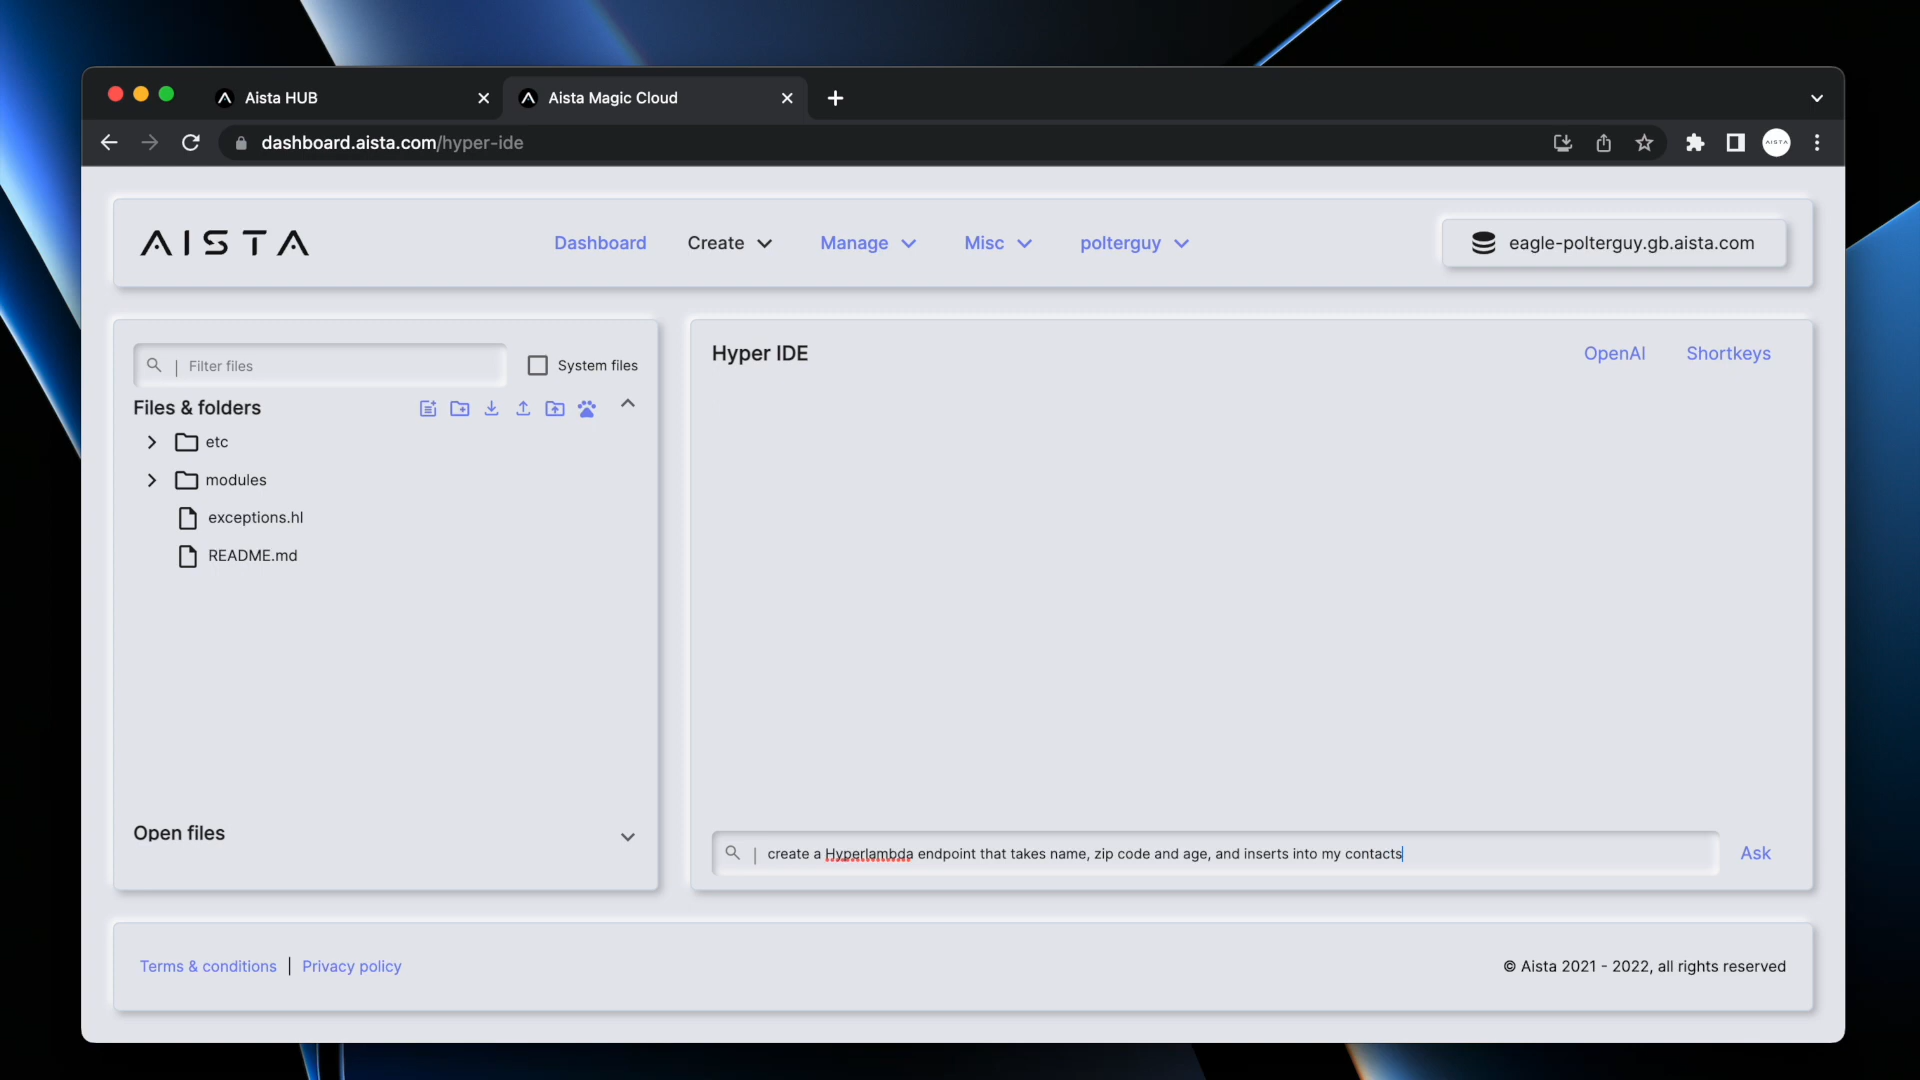 Aista HUB
Aista Magic Cloud
dashboard.aista.com/hyper-ide
AISTA
AISTA
Dashboard
Create
Manage
Misc
polterguy
eagle-polterguy.gb.aista.com
Filter files
System files
Files & folders
etc
modules
exceptions.hl
README.md
Open files
Hyper IDE
OpenAI
Shortkeys
create a Hyperlambda endpoint that takes name, zip code and age, and inserts into my contacts
Ask
Terms & conditions | Privacy policy
© Aista 2021 - 2022, all rights reserved